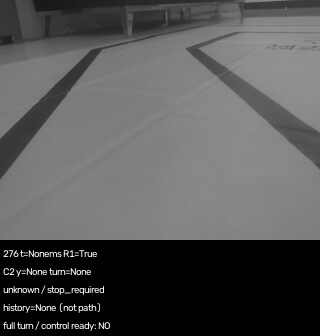 276 t=Nonems R1=True
C2 y=None turn=None
unknown / stop_required
history=None (not path)
full turn / control ready: NO